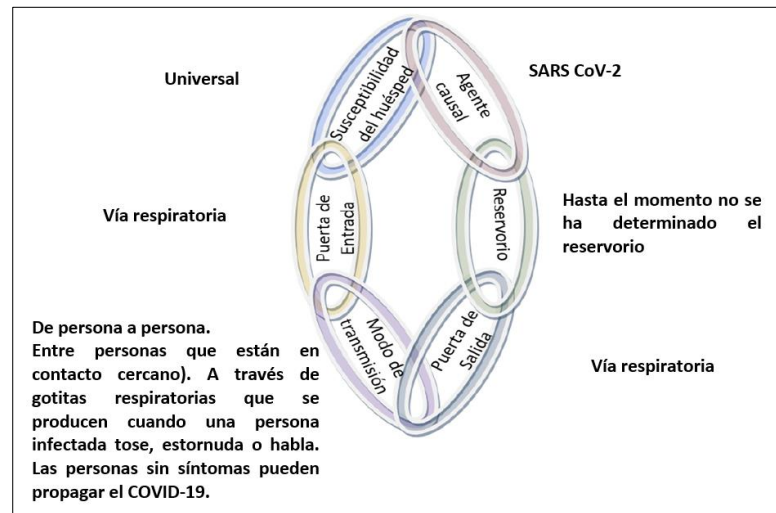 Universal
Susceptibilidad
del huésped
Agente
causal
SARS CoV-2
Vía respiratoria
Puerta de
Entrada
Reservorio
Hasta el momento no se
ha determinado el
reservorio
De persona a persona.
Entre personas que están en
contacto cercano). A través de
gotitas respiratorias que se
producen cuando una persona
infectada tose, estornuda o habla.
Las personas sin síntomas pueden
propagar el COVID-19.
Modo de
transmisión
Puerta de
Salida
Vía respiratoria